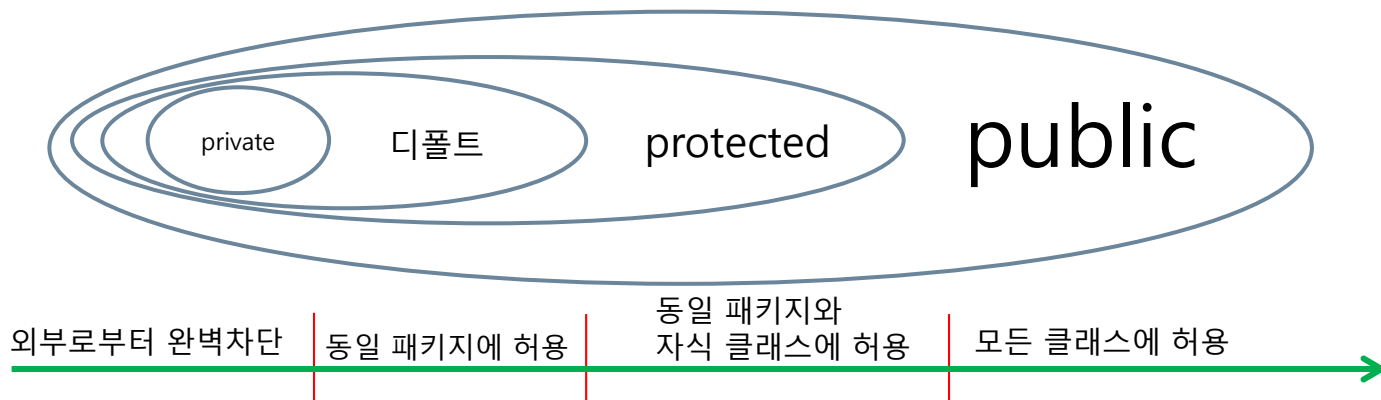 private
디폴트
protected
public
외부로부터 완벽차단
동일 패키지에 허용
동일 패키지와
자식 클래스에 허용
모든 클래스에 허용